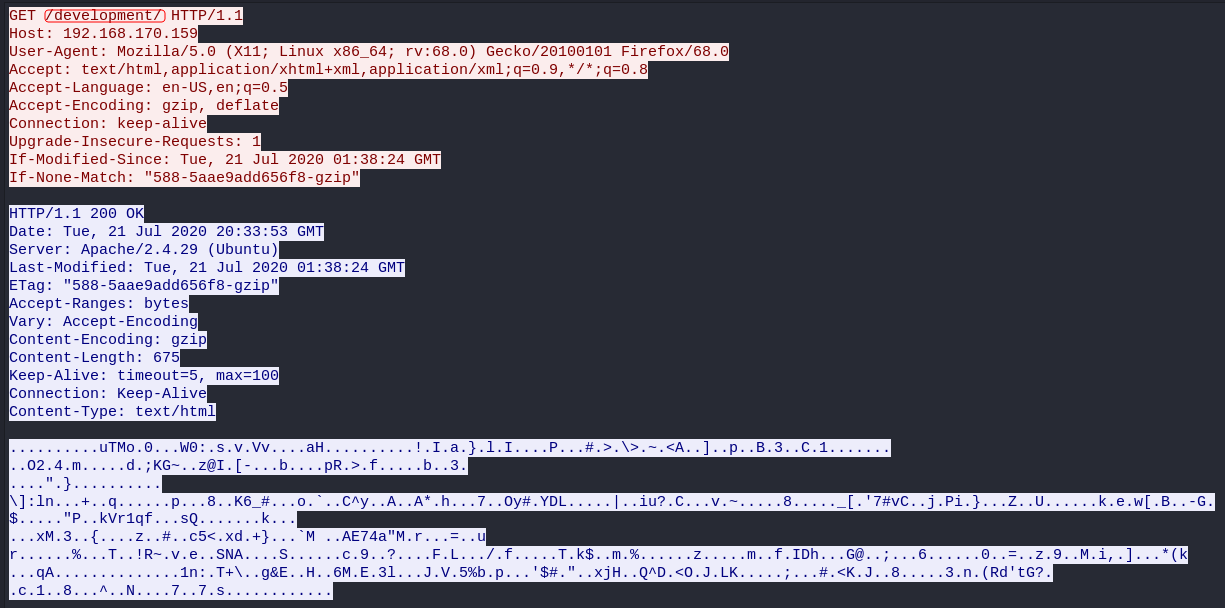 GET /development/ HTTP/1.1
Host: 192.168.170.159
User-Agent: Mozilla/5.0 (X11; Linux x86_64; rv:68.0) Gecko/20100101 Firefox/68.0
Accept: text/html,application/xhtml+xml,application/xml;q=0.9,*/*;q=0.8
Accept-Language: en-US,en;q=0.5
Accept-Encoding: gzip, deflate
Connection: keep-alive
Upgrade-Insecure-Requests: 1
If-Modified-Since: Tue, 21 Jul 2020 01:38:24 GMT
If-None-Match: "588-5aae9add656f8-gzip"
HTTP/1.1 200 OK
Date: Tue, 21 Jul 2020 20:33:53 GMT
Server: Apache/2.4.29 (Ubuntu)
Last-Modified: Tue, 21 Jul 2020 01:38:24 GMT
ETag: "588-5aae9add656f8-gzip"
Accept-Ranges: bytes
Vary: Accept-Encoding
Content-Encoding: gzip
Content-Length: 675
Keep-Alive: timeout=5, max=100
Connection: Keep-Alive
Content-Type: text/html
..........uTMo.0...W0:.s.v.Vv....aH..........!.I.a.}.l.I....P...#.>.\>.~.<A..]..p..B.3..C.1.......
..O2.4.m.....d.;KG~..z@I.[-...b....pR.>.f.....b..3.
....".}..........
\]:ln...+..q......p...8..K6_#...o.`..C^y..A..A*.h...7..Oy#.YDL.....|..iu?.C...v.~.....8....._[.'7#vC..j.Pi.}...Z..U......k.e.w[.B..-G.
$....."P..kVr1qf...sQ.......k...
...xM.3..{....z..#..c5<.xd.+}...`M ..AE74a"M.r...=..u
r......%...T..!R~.v.e..SNA....S......c.9..?....F.L.../.f.....T.k$..m.%......z.....m..f.IDh...G@..;...6......0..=..z.9..M.i,.]...*(k
...qA..............1n:.T+\..g&E..H..6M.E.3l...J.V.5%b.p...'$#."..xjH..Q^D.<O.J.LK.....;...#.<K.J..8.....3.n.(Rd'tG?.
.c.1..8...^..N....7..7.s............